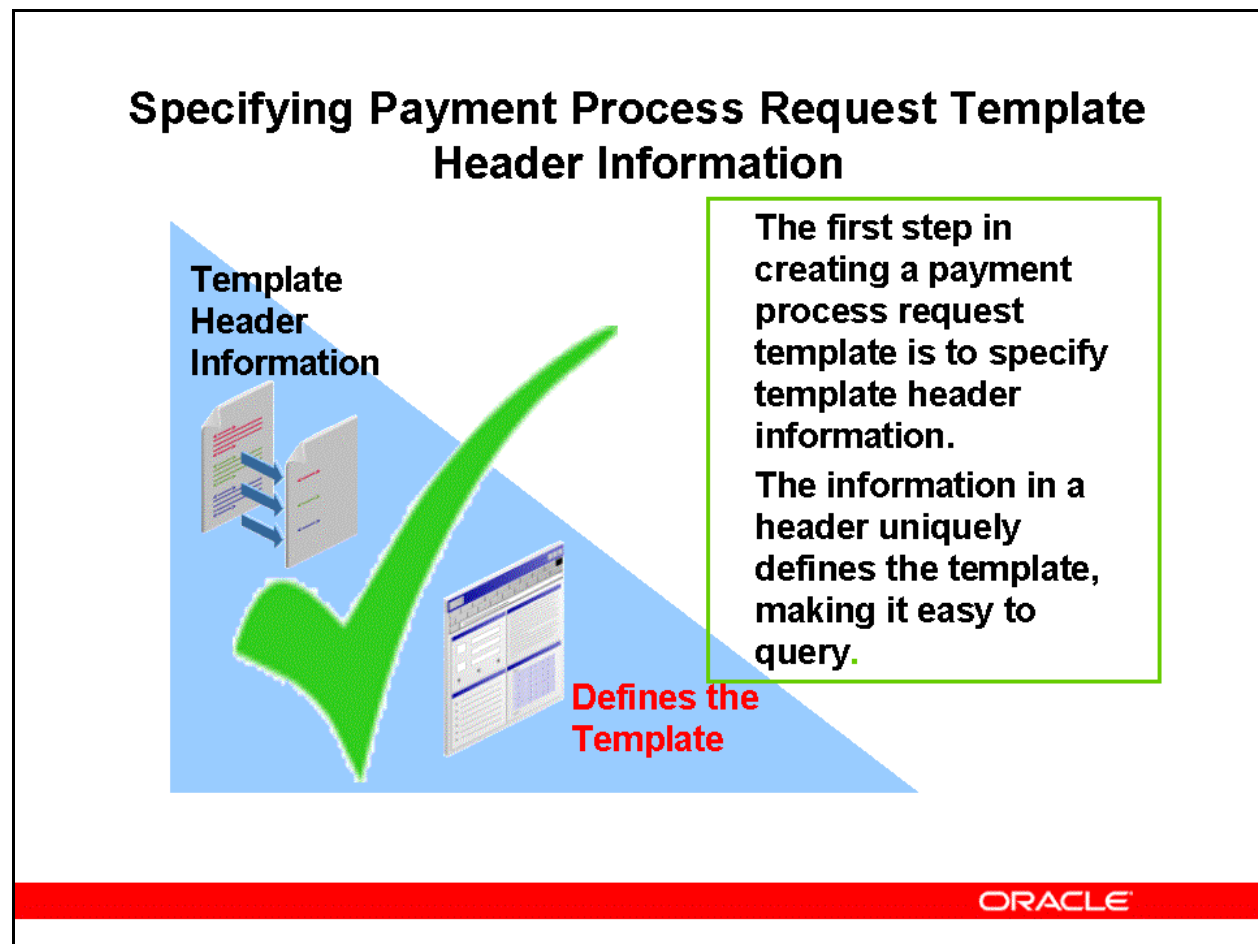 Specifying Payment Process Request Template
Header Information
Template
Header
Information
The first step in
creating a payment
process request
template is to specify
template header
information.
The information in a
header uniquely
defines the template,
making it easy to
query.
Defines the
Template
ORACLE